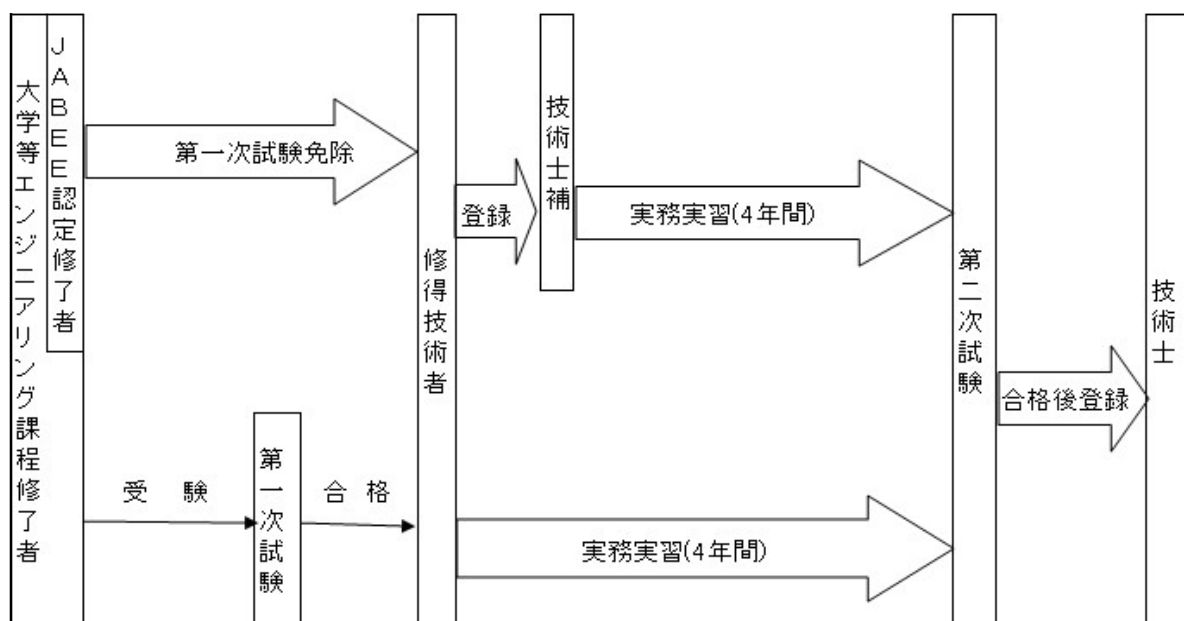 大学等エンジニアリング課程修了者
JABEE認定修了者
第一次試験免除
受　験
第一次試験
合格
修得技術者
登録
技術士補
実務実習(4年間)
実務実習(4年間)
第二次試験
合格後登録
技術士